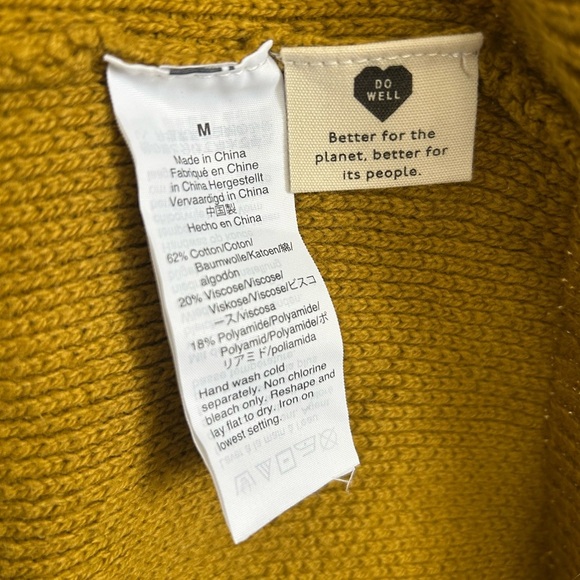 M
Made in China
Fabriqué en Chine
in China Hergestellt
Vervaardigd in China
中国製
Hecho en China
62% Cotton/Coton/
Baumwolle/Katoen/綿/
algodón
20% Viscose/Viscose/
Viskose/Viscose/ビスコ
ース/viscosa
18% Polyamide/Polyamide/
Polyamid/Polyamide/ポ
リアミド/poliamida
Hand wash cold
separately. Non chlorine
bleach only. Reshape and
lay flat to dry. Iron on
lowest setting.
DO
WELL
Better for the
planet, better for
its people.